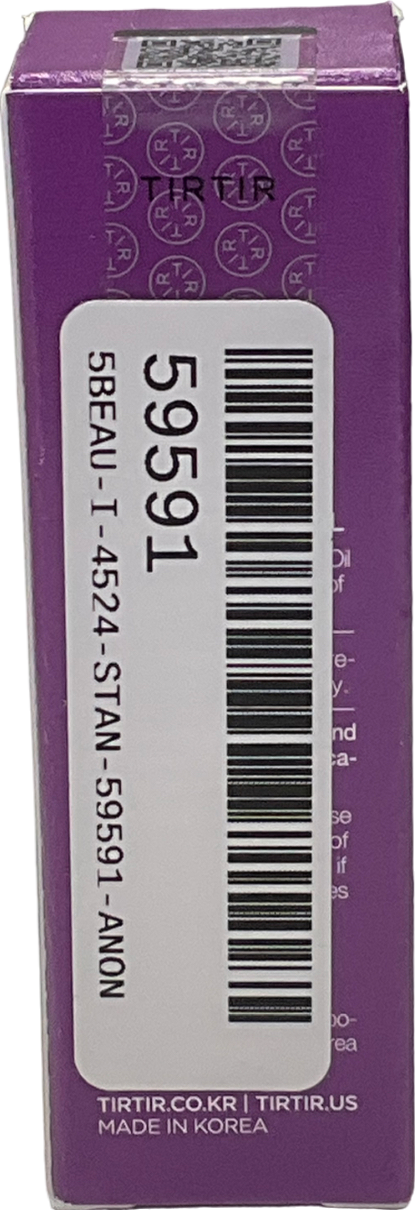 TIRTIR
59591
5BEAU-I-4524-STAN-59591-ANON
Oil
of
re-
y.
nd
ca-
se
of
if
es
po-
rea
TIRTIR.CO.KR | TIRTIR.US
MADE IN KOREA